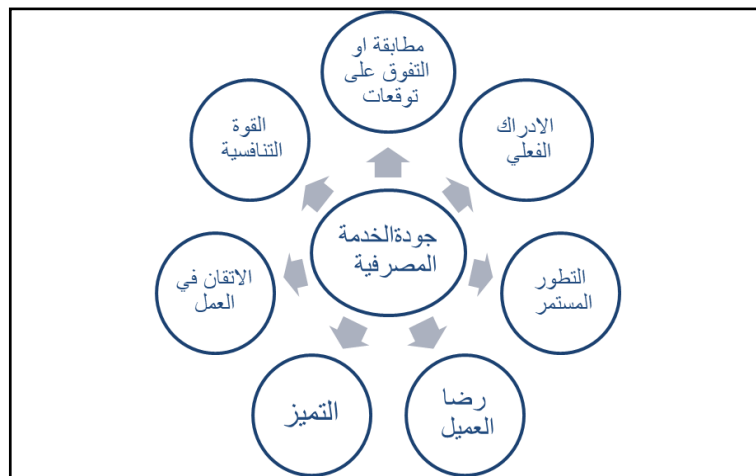 مطابقة او
التفوق على
توقعات
الادراك
الفعلي
التطور
المستمر
رضا
العميل
التميز
الاتقان في
العمل
القوة
التنافسية
جودةالخدمة
المصرفية